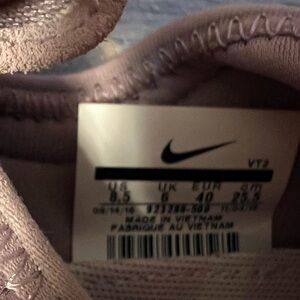 VT2
US UK EUR cm
8.5 6 40 25.5
MADE IN VIETNAM
FABRIQUE AU VIETNAM